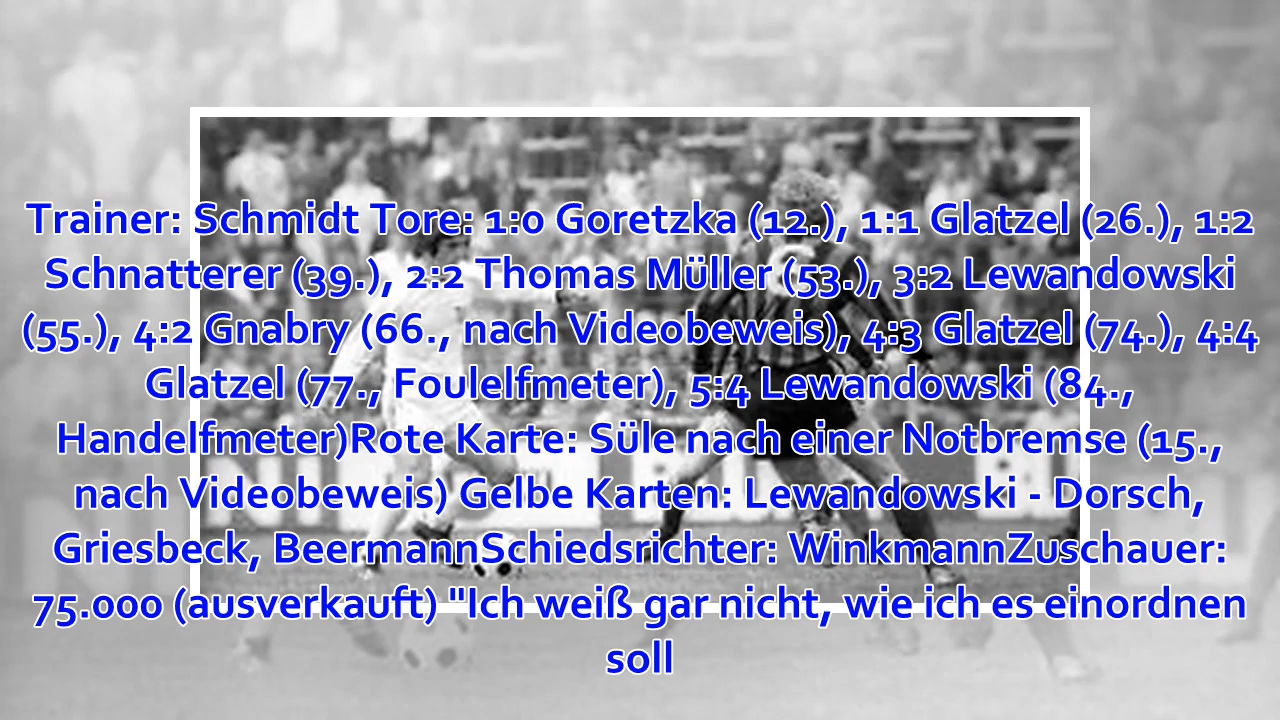 Trainer: Schmidt Tore: 1:0 Goretzka (12.), 1:1 Glatzel (26.), 1:2
Schnatterer (39.), 2:2 Thomas Müller (53.), 3:2 Lewandowski
(55.), 4:2 Gnabry (66., nach Videobeweis), 4:3 Glatzel (74.), 4:4
Glatzel (77., Foulelfmeter), 5:4 Lewandowski (84.,
Handelfmeter)Rote Karte: Süle nach einer Notbremse (15.,
nach Videobeweis) Gelbe Karten: Lewandowski - Dorsch,
Griesbeck, BeermannSchiedsrichter: WinkmannZuschauer:
75.000 (ausverkauft) "Ich weiß gar nicht, wie ich es einordnen
soll